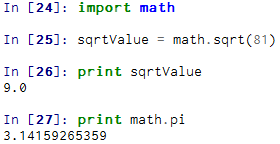 In [24]: import math
In [25]: sqrtValue = math.sqrt(81)
In [26]: print sqrtValue
9.0
In [27]: print math.pi
3.14159265359